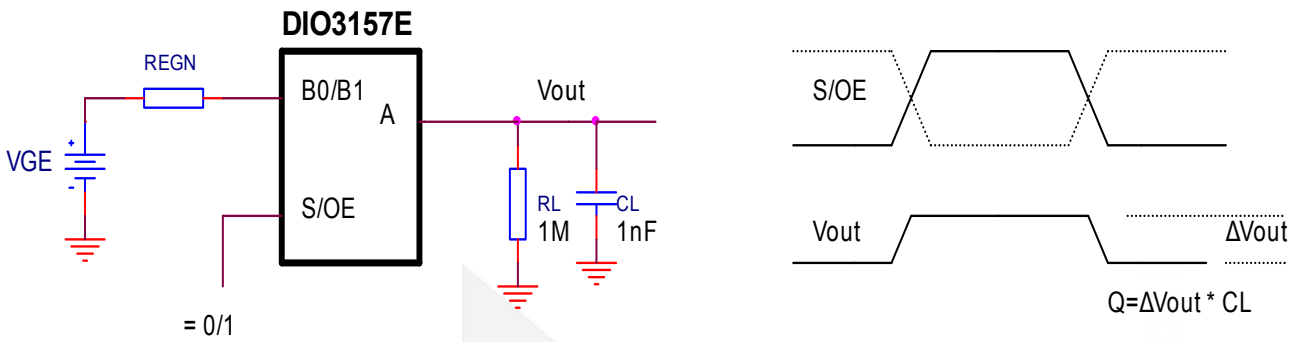 DIO3157E
REGN
B0/B1
A
Vout
VGE
+
-
S/OE
RL
1M
CL
1nF
= 0/1
S/OE
Vout
ΔVout
Q=ΔVout * CL